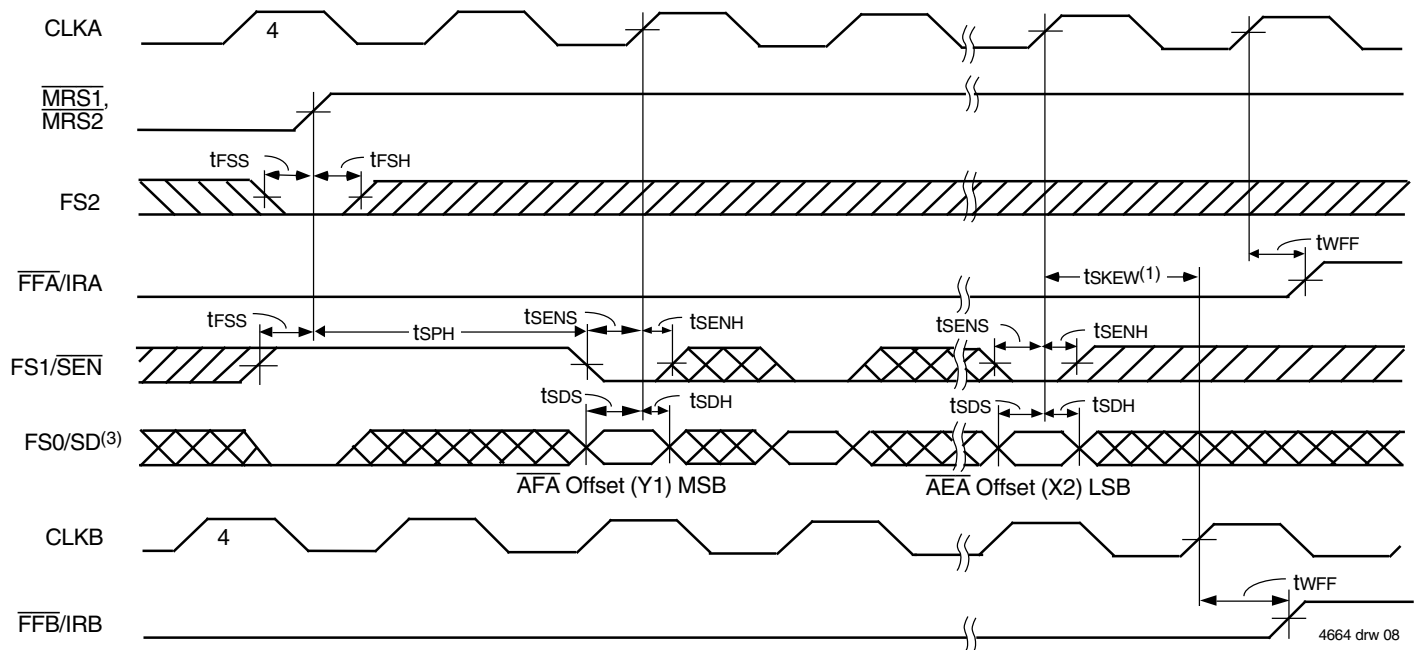 CLKA
4
MRS1,
MRS2
tFSS
tFSH
FS2
tWFF
FFA/IRA
tSKEW(1)
tFSS
tSPH
tSENS
tSENH
tSENS
tSENH
FS1/SEN
tSDS
tSDH
tSDS
tSDH
FS0/SD(3)
AFA Offset (Y1) MSB
AEA Offset (X2) LSB
CLKB
4
tWFF
FFB/IRB
4664 drw 08